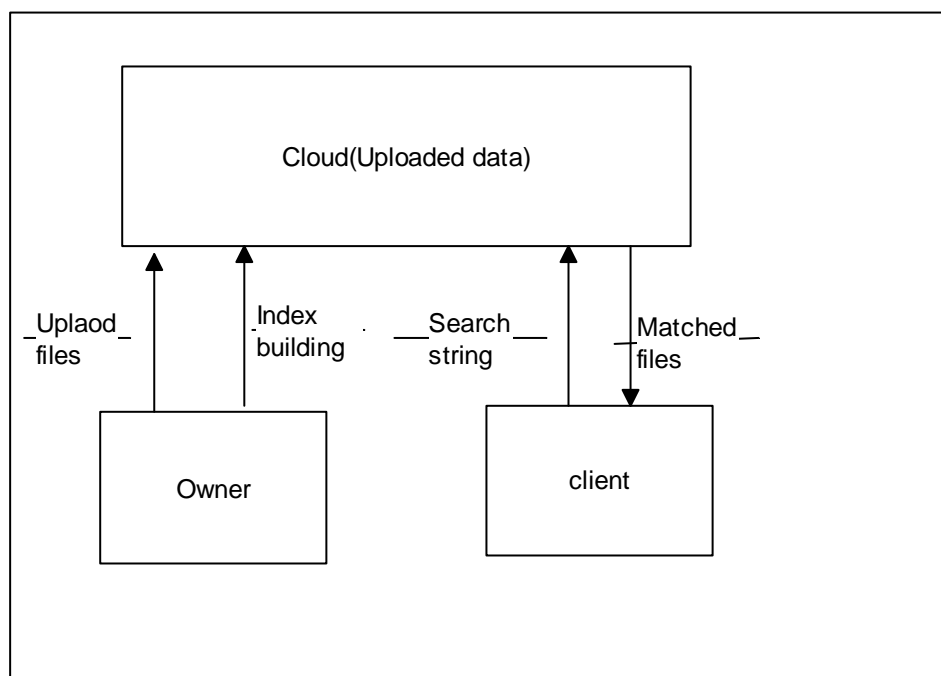 Cloud(Uploaded data)
Uplaod
files
Index
building
Search
string
Matched
files
Owner
client